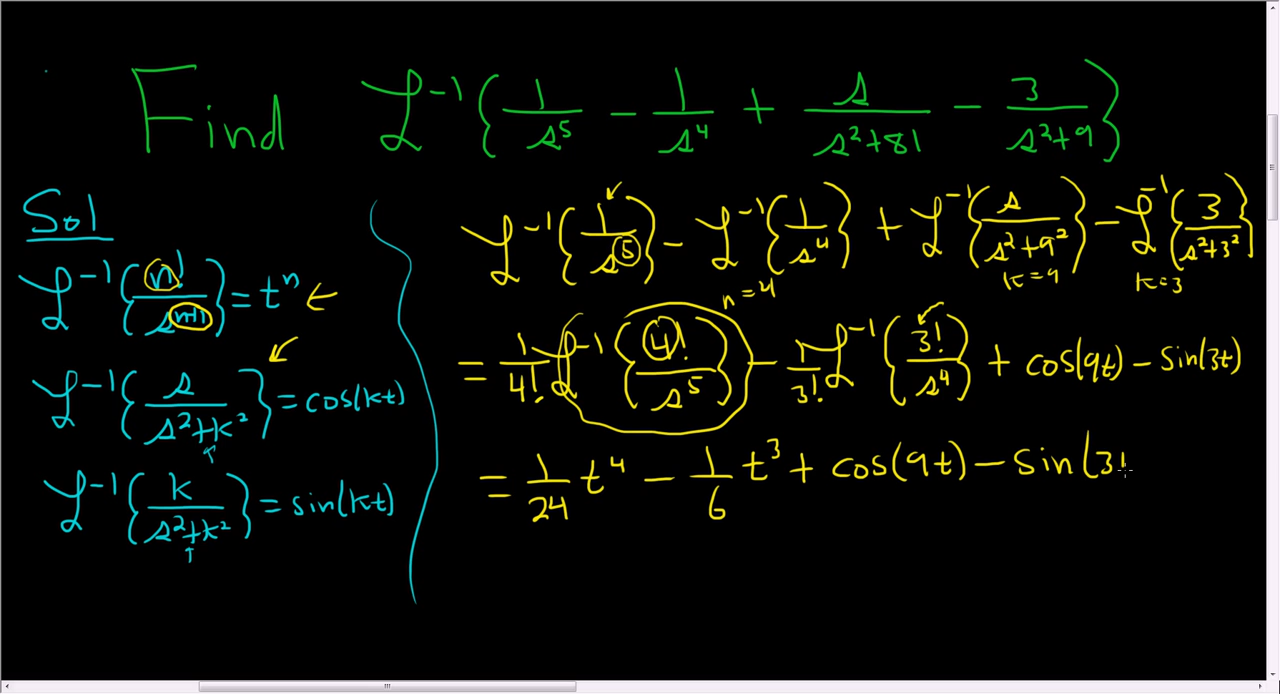 Find ℒ⁻¹{1/s⁵ − 1/s⁴ + s/(s²+81) − 3/(s²+9)}
Sol
ℒ⁻¹{n!/sⁿ⁺¹} = tⁿ ←
ℒ⁻¹{s/(s²+k²)} = cos(kt)
ℒ⁻¹{k/(s²+k²)} = sin(kt)
ℒ⁻¹{1/s⁵} − ℒ⁻¹{1/s⁴} + ℒ⁻¹{s/(s²+9²)} − ℒ⁻¹{3/(s²+3²)}
n=4 k=9 k=3
= 1/4! ℒ⁻¹{4!/s⁵} − 1/3! ℒ⁻¹{3!/s⁴} + cos(9t) − sin(3t)
= 1/24 t⁴ − 1/6 t³ + cos(9t) − sin(3t